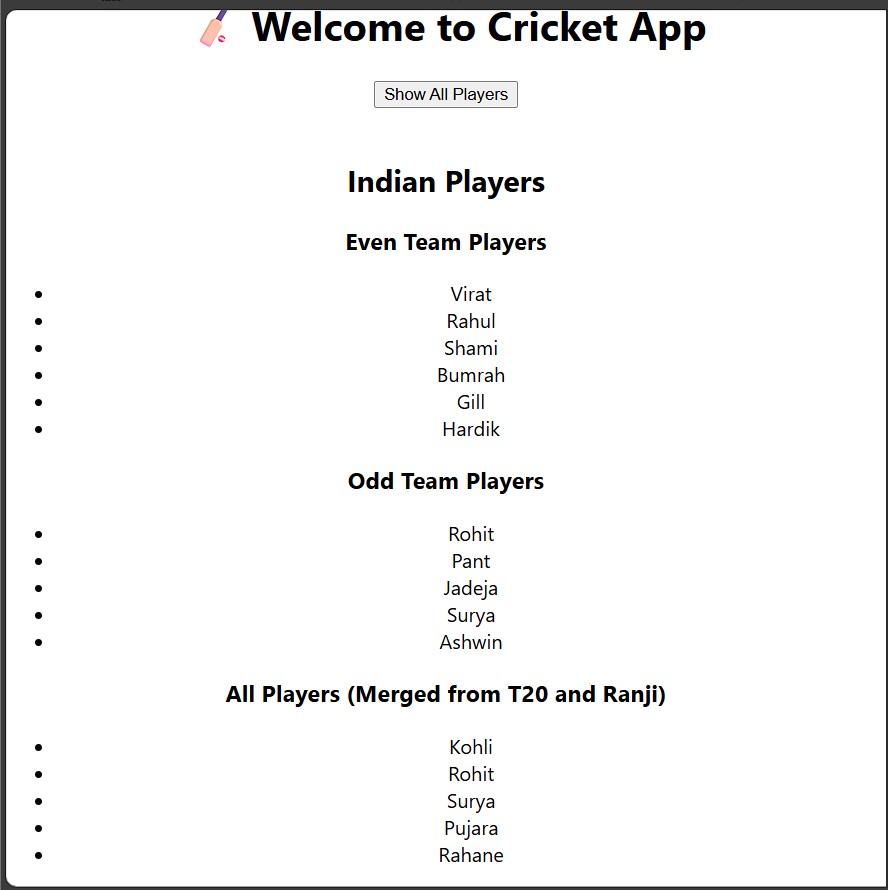 Welcome to Cricket App
Show All Players
Indian Players
Even Team Players
Virat
Rahul
Shami
Bumrah
Gill
Hardik
Odd Team Players
Rohit
Pant
Jadeja
Surya
Ashwin
All Players (Merged from T20 and Ranji)
Kohli
Rohit
Surya
Pujara
Rahane